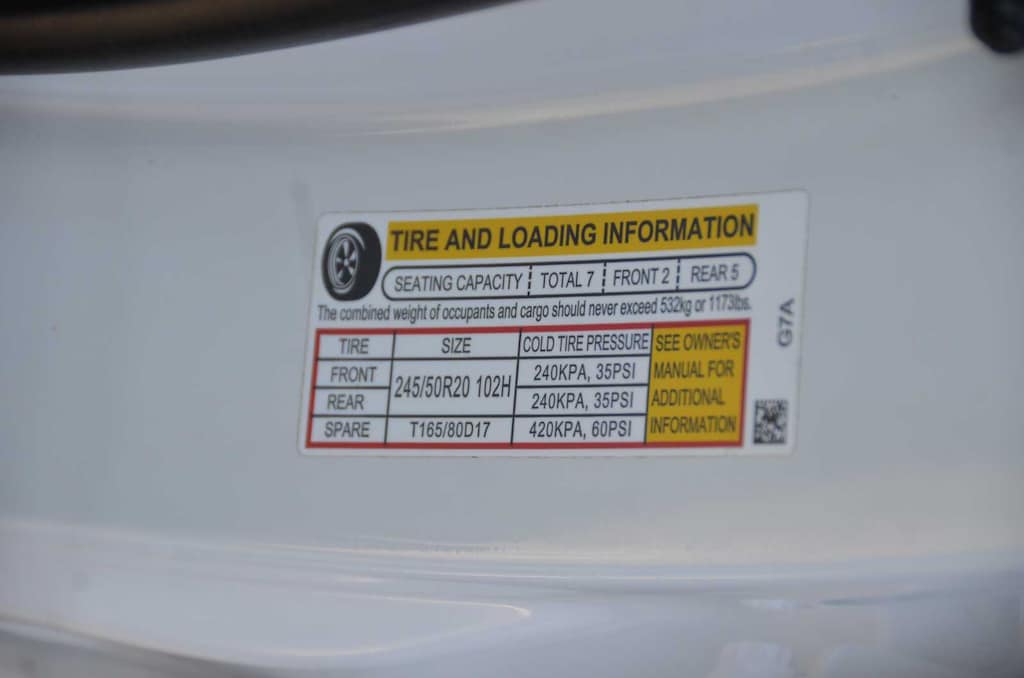 TIRE AND LOADING INFORMATION
SEATING CAPACITY TOTAL 7 FRONT 2 REAR 5
The combined weight of occupants and cargo should never exceed 532kg or 1173lbs.
TIRE SIZE COLD TIRE PRESSURE SEE OWNER'S
FRONT 245/50R20 102H 240KPA, 35PSI MANUAL FOR
REAR 240KPA, 35PSI ADDITIONAL
SPARE T165/80D17 420KPA, 60PSI INFORMATION
G7A